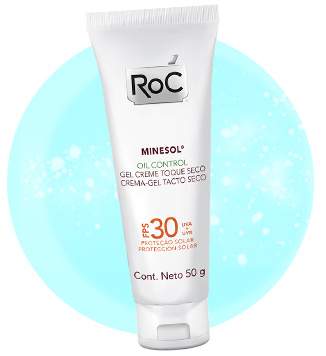 RoC
MINESOL®
OIL CONTROL
GEL CREME TOQUE SECO
CREMA-GEL TACTO SECO
FPS 30 UVA + UVB
PROTEÇÃO SOLAR
PROTECCIÓN SOLAR
Cont. Neto 50 g